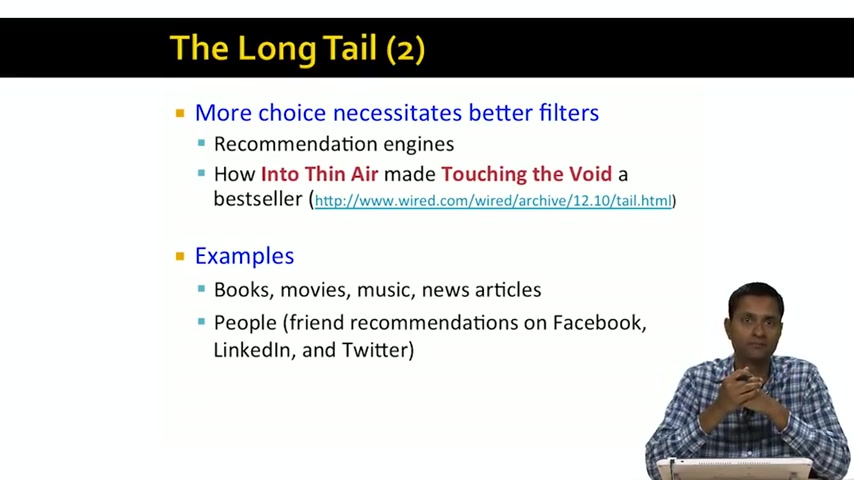 The Long Tail (2)
More choice necessitates better filters
Recommendation engines
How Into Thin Air made Touching the Void a
bestseller (http://www.wired.com/wired/archive/12.10/tail.html)
Examples
Books, movies, music, news articles
People (friend recommendations on Facebook,
LinkedIn, and Twitter)